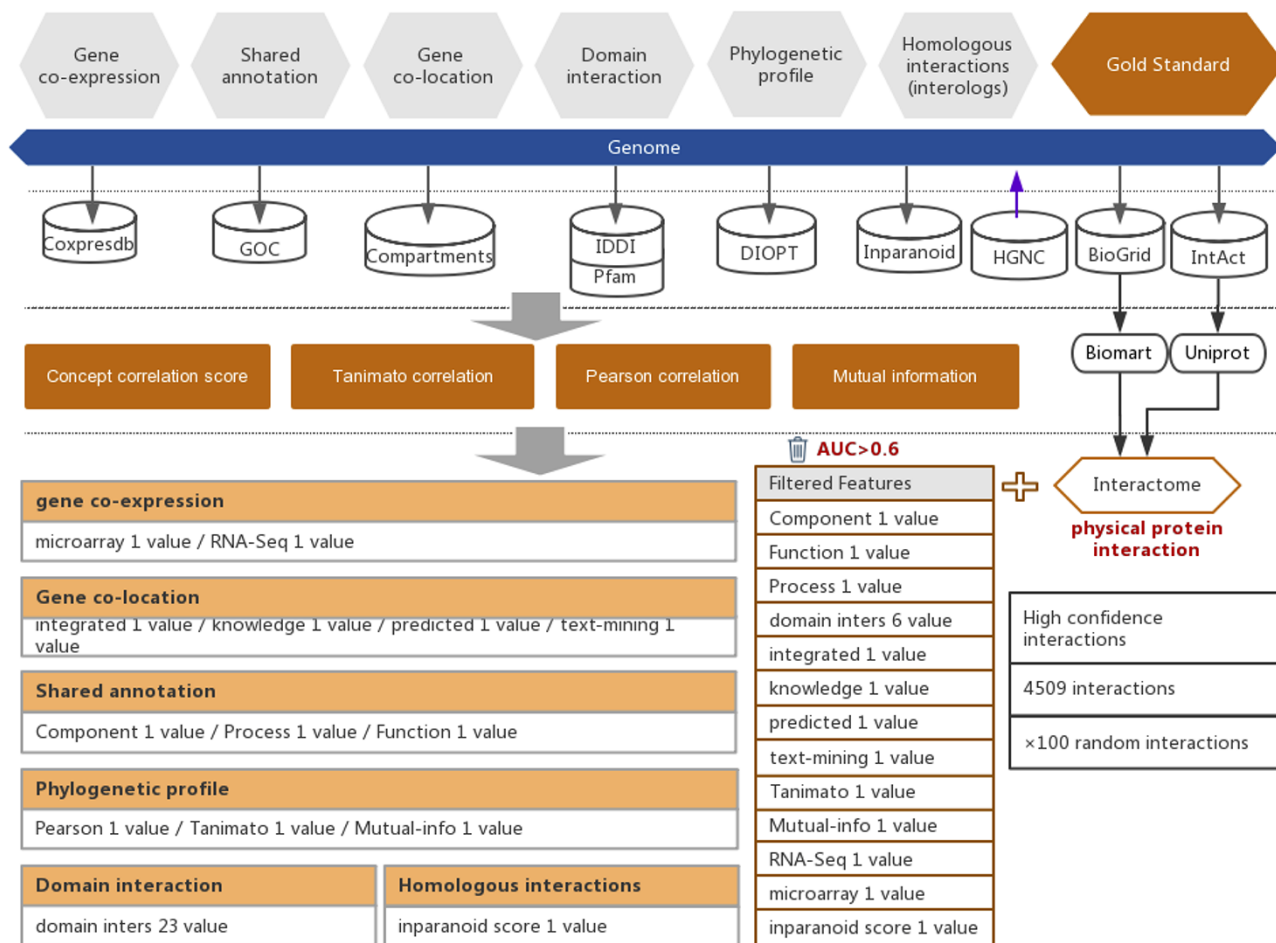 Gene
co-expression
Shared
annotation
Gene
co-location
Domain
interaction
Phylogenetic
profile
Homologous
interactions
(interologs)
Gold Standard
Genome
Coxpresdb
GOC
Compartments
IDDI
Pfam
DIOPT
Inparanoid
HGNC
BioGrid
IntAct
Biomart
Uniprot
Concept correlation score
Tanimato correlation
Pearson correlation
Mutual information
gene co-expression
microarray 1 value / RNA-Seq 1 value
Gene co-location
integrated 1 value / knowledge 1 value / predicted 1 value / text-mining 1
value
Shared annotation
Component 1 value / Process 1 value / Function 1 value
Phylogenetic profile
Pearson 1 value / Tanimato 1 value / Mutual-info 1 value
Domain interaction
domain inters 23 value
Homologous interactions
inparanoid score 1 value
AUC>0.6
Filtered Features
Component 1 value
Function 1 value
Process 1 value
domain inters 6 value
integrated 1 value
knowledge 1 value
predicted 1 value
text-mining 1 value
Tanimato 1 value
Mutual-info 1 value
RNA-Seq 1 value
microarray 1 value
inparanoid score 1 value
Interactome
physical protein
interaction
High confidence
interactions
4509 interactions
×100 random interactions